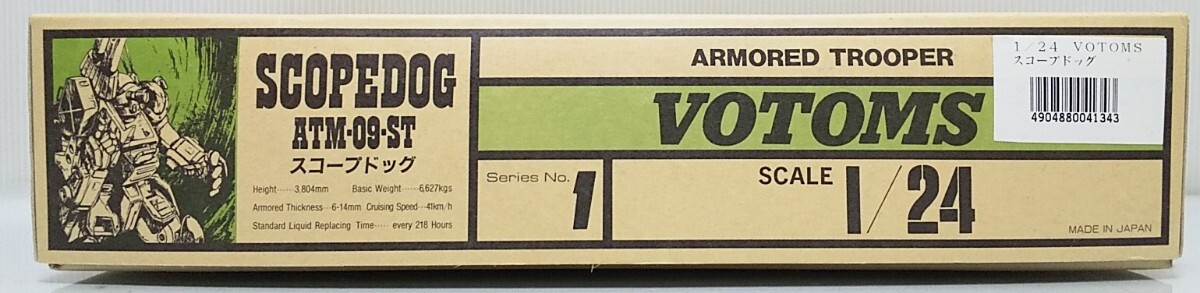 SCOPEDOG
ATM-09-ST
スコープドッグ
Height······3,804mm Basic Weight······6,627kgs
Armored Thickness···6-14mm Cruising Speed···41km/h
Standard Liquid Replacing Time····· every 218 Hours
ARMORED TROOPER
VOTOMS
Series No. 1
SCALE 1/24
MADE IN JAPAN
1/24 VOTOMS
スコープドッグ
4904880041343